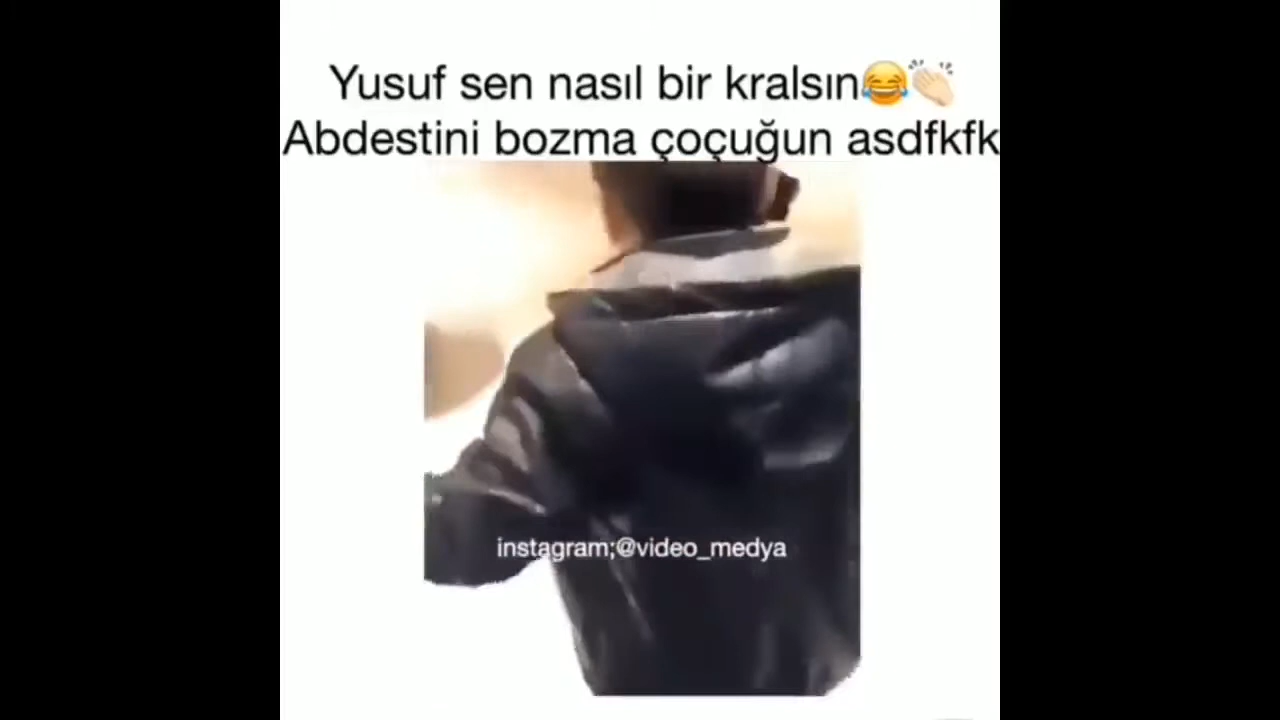 Yusuf sen nasıl bir kralsın😂👏🏻
Abdestini bozma çoçuğun asdfkfk
instagram;@video_medya